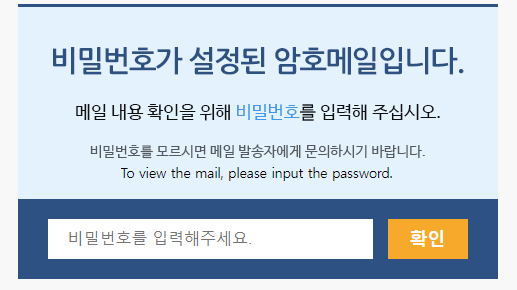 비밀번호가 설정된 암호메일입니다.
메일 내용 확인을 위해 비밀번호를 입력해 주십시오.
비밀번호를 모르시면 메일 발송자에게 문의하시기 바랍니다.
To view the mail, please input the password.
비밀번호를 입력해주세요. 확인